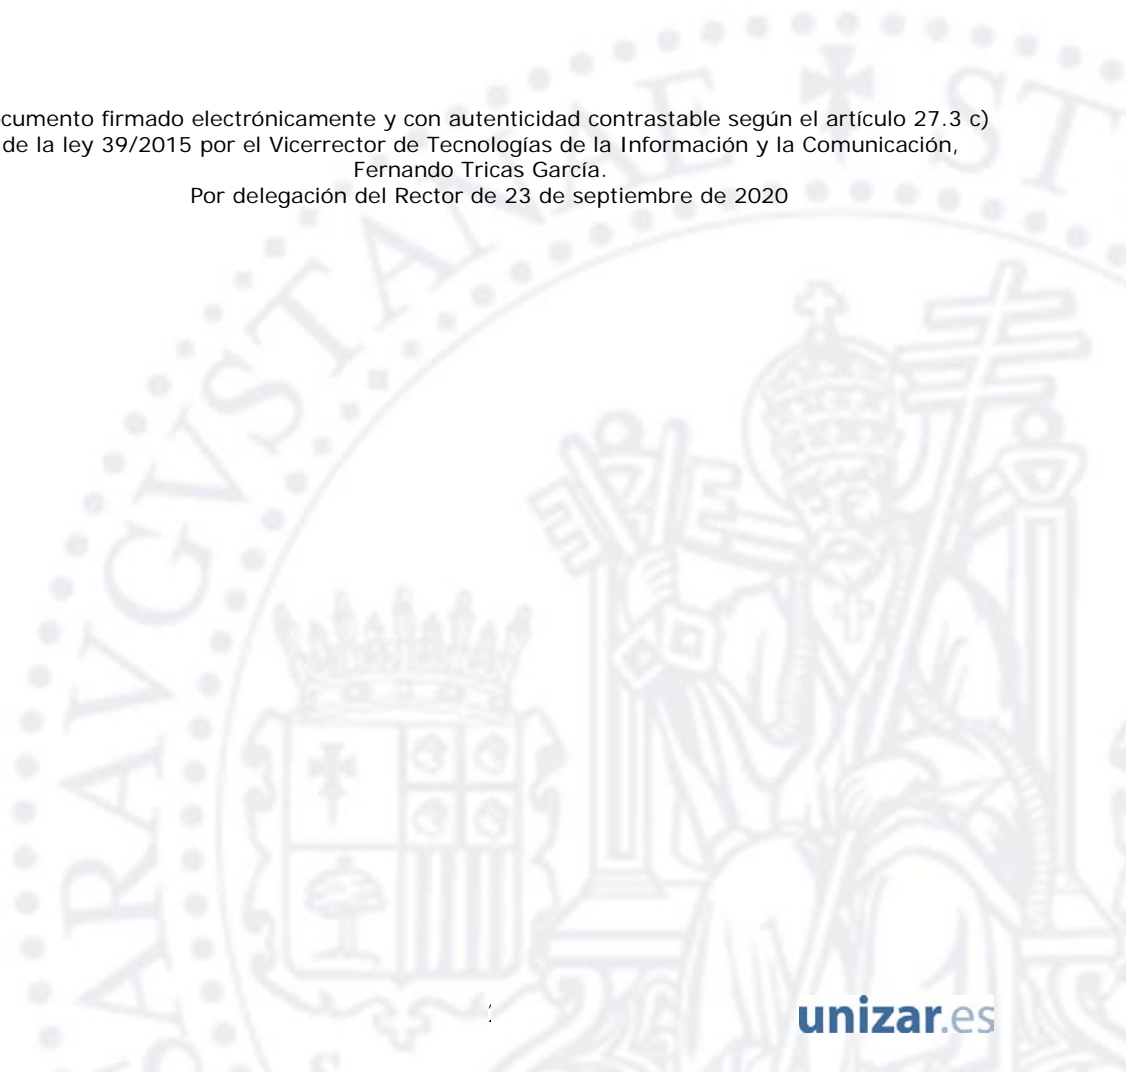 cumento firmado electrónicamente y con autenticidad contrastable según el artículo 27.3 c)
de la ley 39/2015 por el Vicerrector de Tecnologías de la Información y la Comunicación,
Fernando Tricas García.
Por delegación del Rector de 23 de septiembre de 2020
ARAVGVSTANAE ST
unizar.es